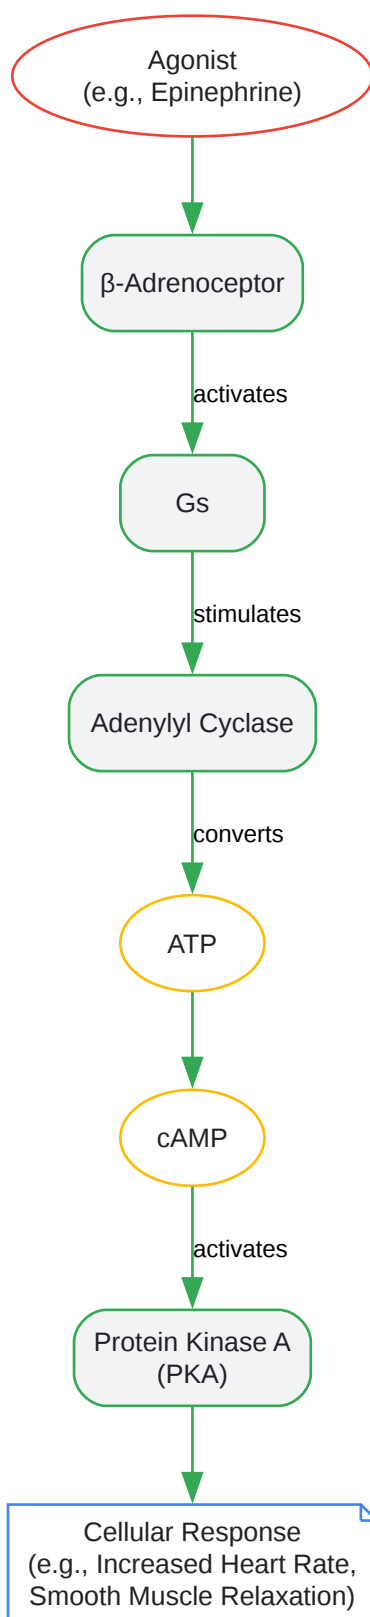 Agonist
(e.g., Epinephrine)
β-Adrenoceptor
activates
Gs
stimulates
Adenylyl Cyclase
converts
ATP
cAMP
activates
Protein Kinase A
(PKA)
Cellular Response
(e.g., Increased Heart Rate,
Smooth Muscle Relaxation)